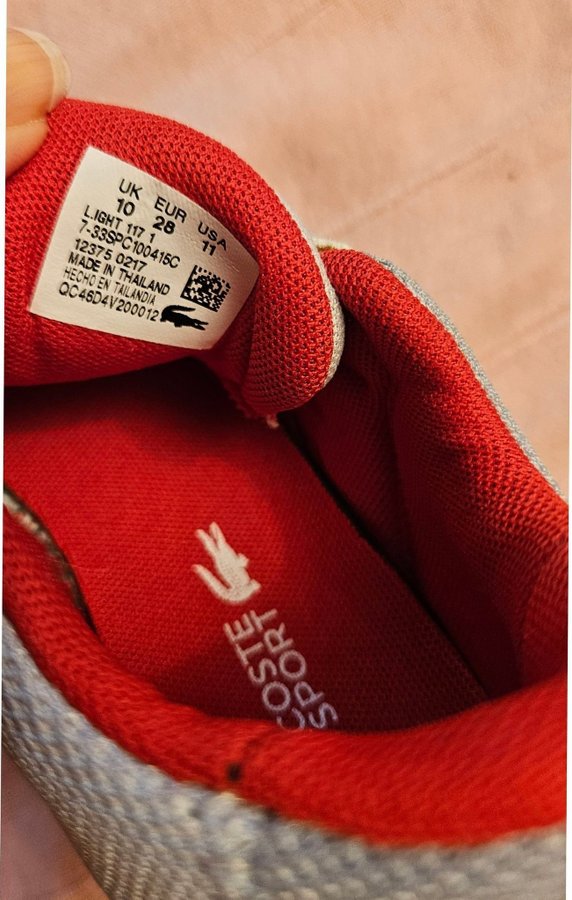 UK EUR USA
10 28 11
L.IGHT 117 1
7-33SPC100416C
12375 0217
MADE IN THAILAND
HECHO EN TAILANDIA
QC46D4V200012
COSTE
SPORT